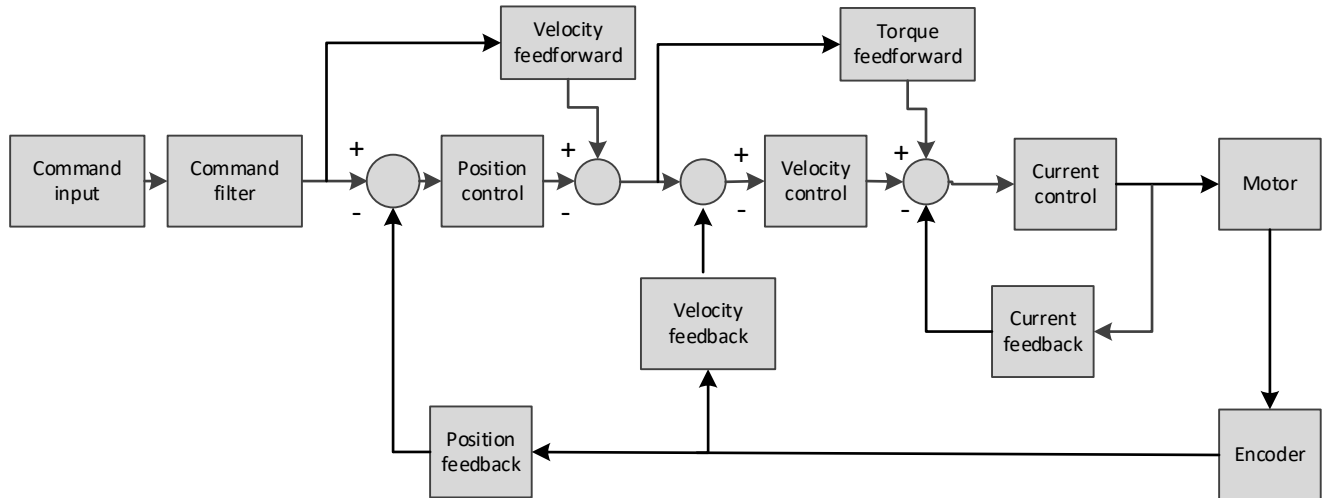 Velocity
feedforward
Torque
feedforward
Command
input
Command
filter
+
-
Position
control
+
-
+
-
Velocity
control
+
-
Current
control
Motor
Velocity
feedback
Current
feedback
Position
feedback
Encoder